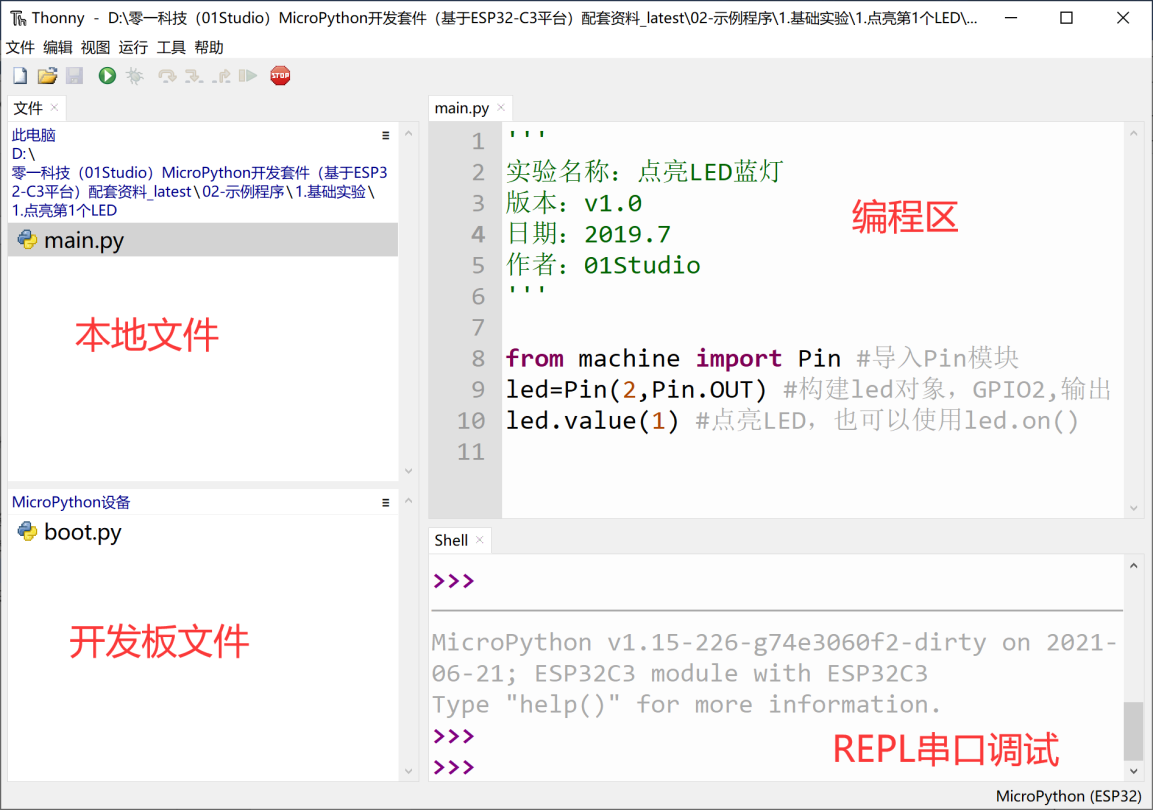 Thonny - D:\零一科技（01Studio）MicroPython开发套件（基于ESP32-C3平台）配套资料_latest\02-示例程序\1.基础实验\1.点亮第1个LED\...
文件 编辑 视图 运行 工具 帮助
STOP
文件
此电脑
D:\
零一科技（01Studio）MicroPython开发套件（基于ESP3
2-C3平台）配套资料_latest\02-示例程序\1.基础实验\
1.点亮第1个LED
main.py
本地文件
MicroPython设备
boot.py
开发板文件
main.py
1 '''
2 实验名称：点亮LED蓝灯
3 版本：v1.0
4 日期：2019.7
5 作者：01Studio
6 '''
7
8 from machine import Pin #导入Pin模块
9 led=Pin(2,Pin.OUT) #构建led对象，GPIO2,输出
10 led.value(1) #点亮LED，也可以使用led.on()
11
编程区
Shell
>>>
MicroPython v1.15-226-g74e3060f2-dirty on 2021-
06-21; ESP32C3 module with ESP32C3
Type "help()" for more information.
>>>
>>>
REPL串口调试
MicroPython (ESP32)